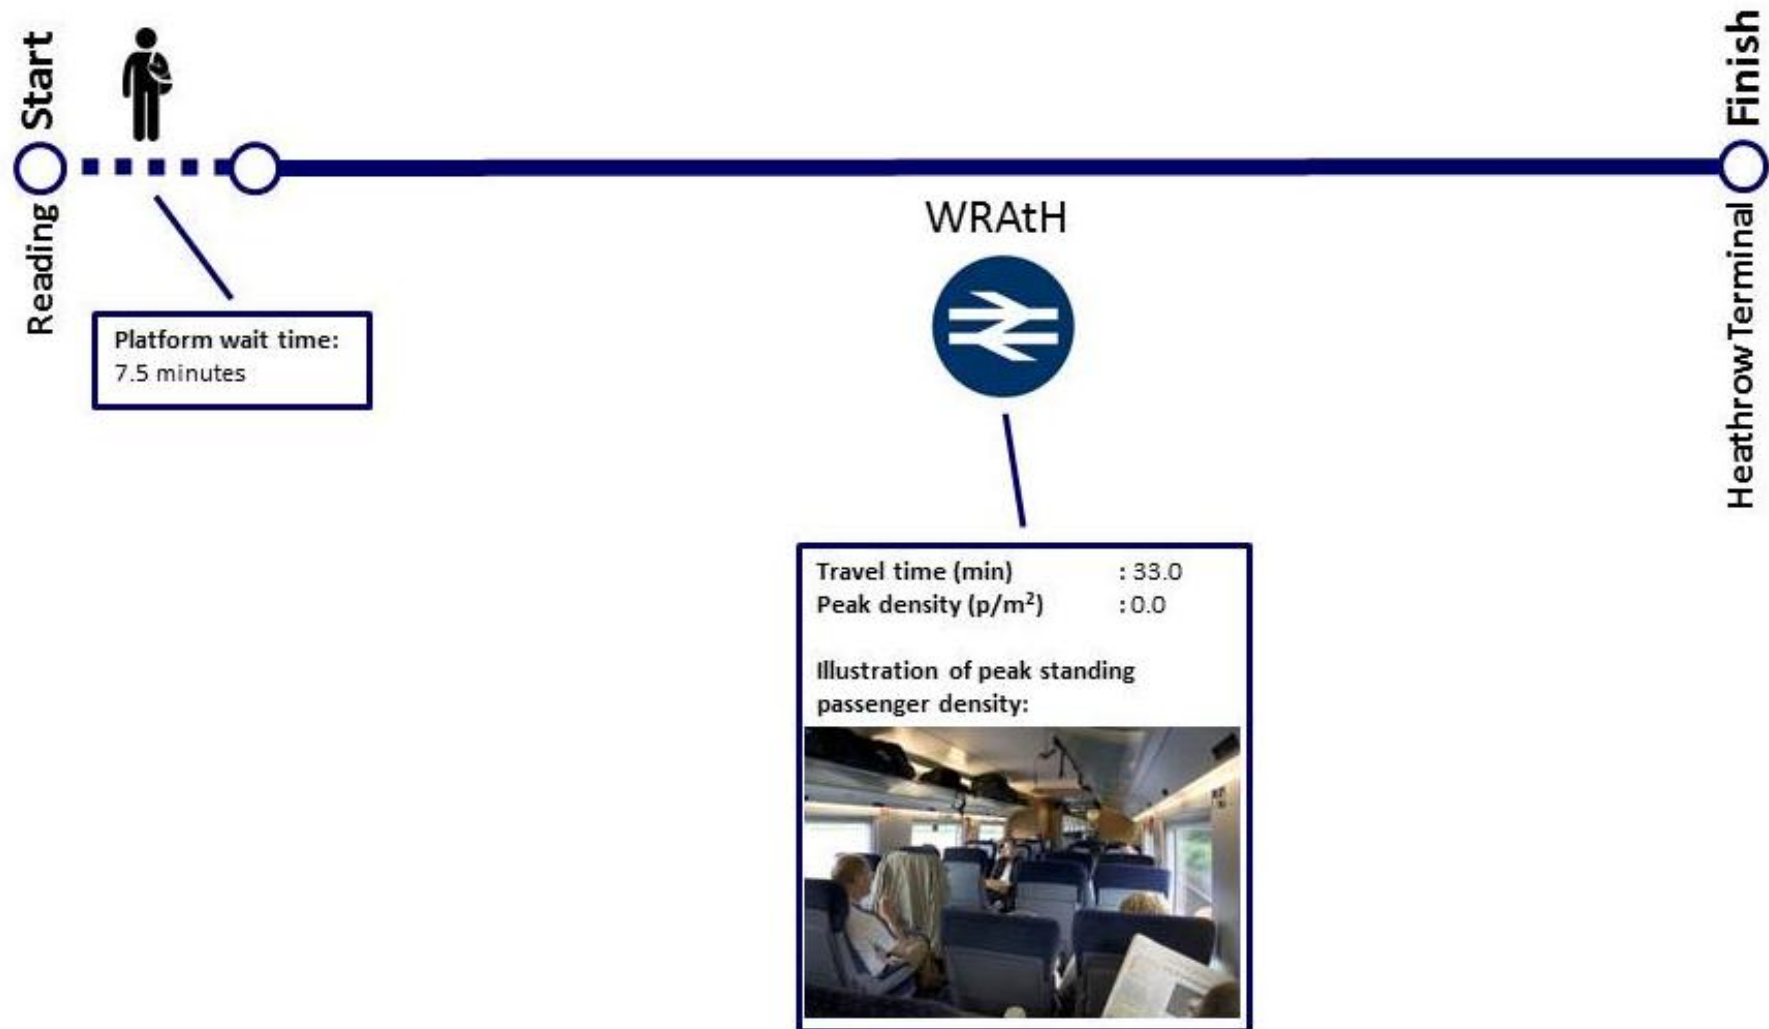 Start
Reading
Platform wait time:
7.5 minutes
WRAtH
Travel time (min) : 33.0
Peak density (p/m²) : 0.0
Illustration of peak standing
passenger density:
Finish
Heathrow Terminal